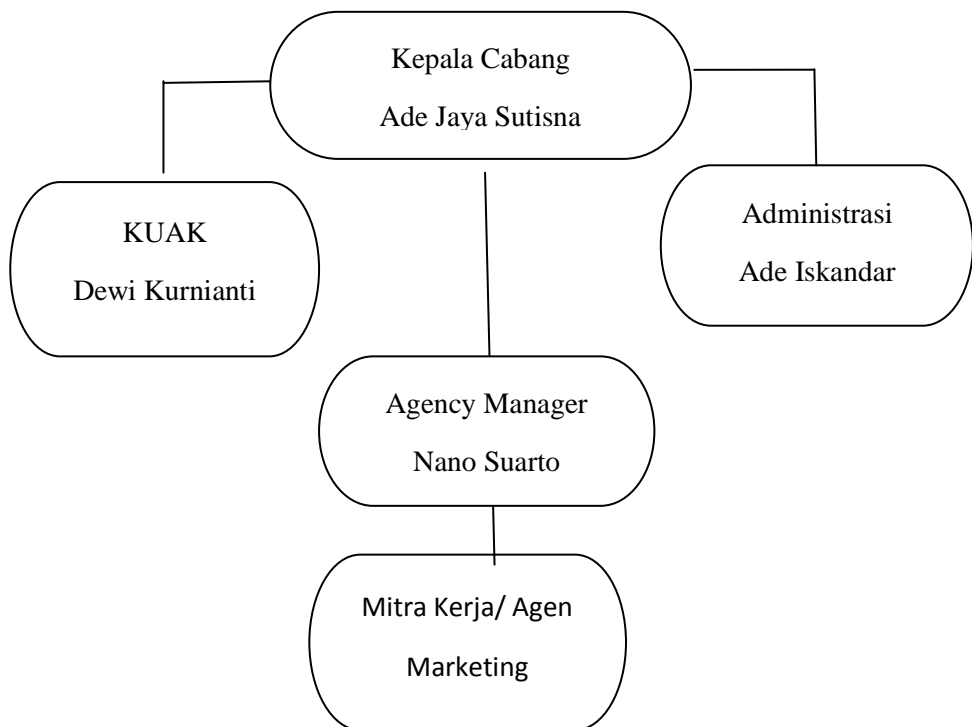 Kepala Cabang
Ade Jaya Sutisna
KUAK
Dewi Kurnianti
Administrasi
Ade Iskandar
Agency Manager
Nano Suarto
Mitra Kerja/ Agen
Marketing